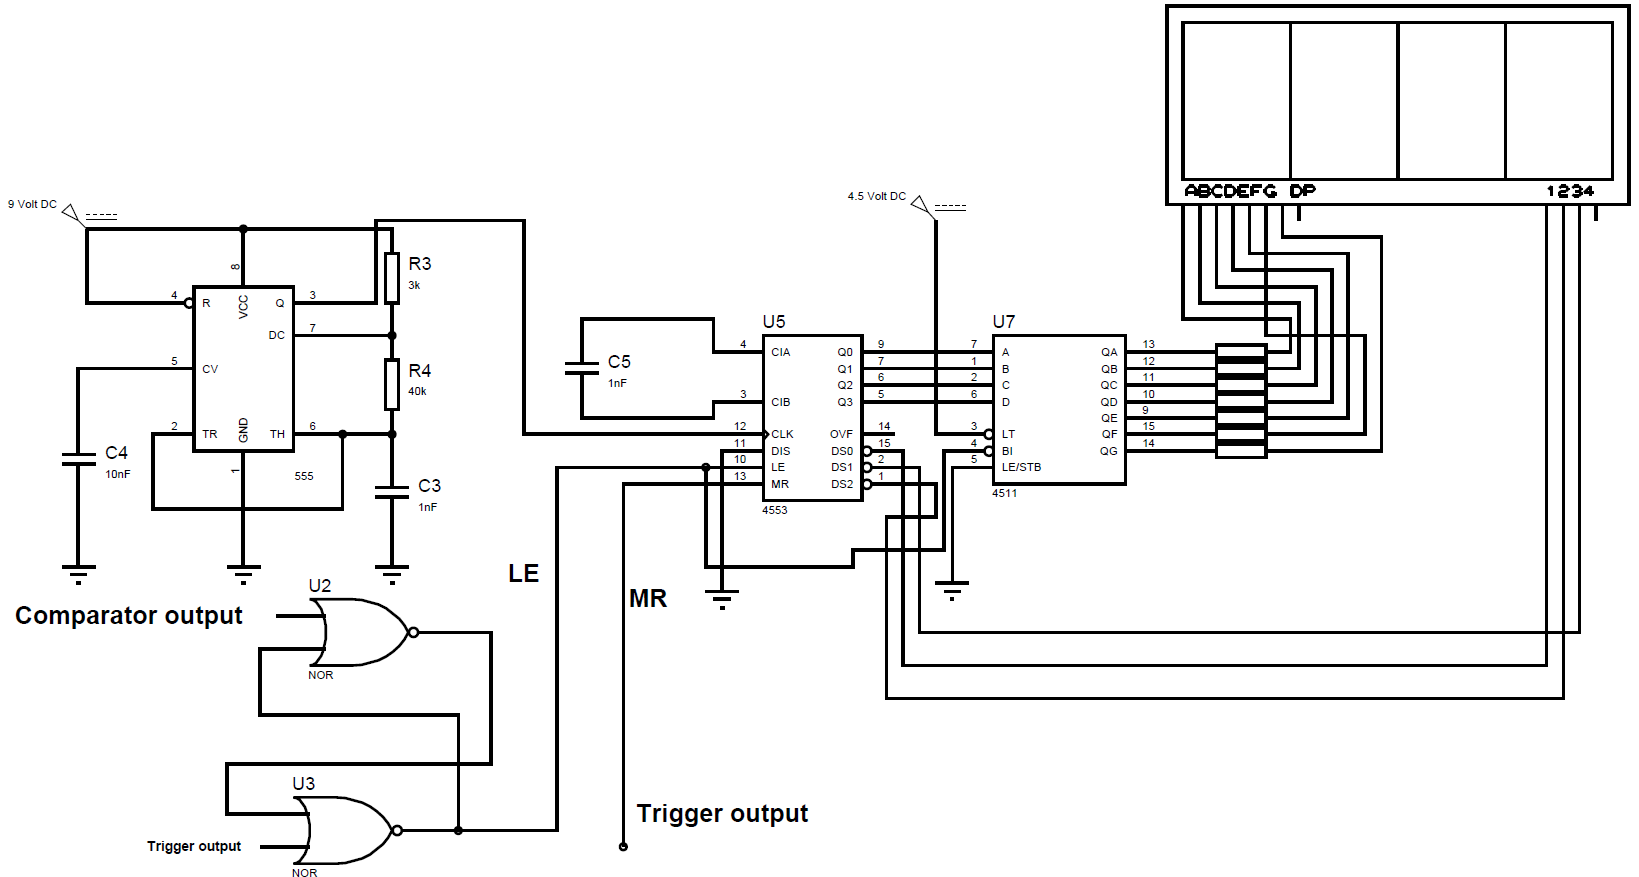 ABCDEFG DP
1234
9 Volt DC
4.5 Volt DC
4 R
8 VCC
Q 3
DC 7
5 CV
2 TR
GND 1
TH 6
555
R3
3k
R4
40k
C4
10nF
C3
1nF
C5
1nF
U5
4 CIA
3 CIB
12 CLK
11 DIS
10 LE
13 MR
Q0 9
Q1 7
Q2 6
Q3 5
OVF 14
DS0 15
DS1 2
DS2 1
4553
U7
7 A
1 B
2 C
6 D
3 LT
4 BI
5 LE/STB
QA 13
QB 12
QC 11
QD 10
QE 9
QF 15
QG 14
4511
LE
MR
U2
Comparator output
NOR
U3
Trigger output
Trigger output
NOR